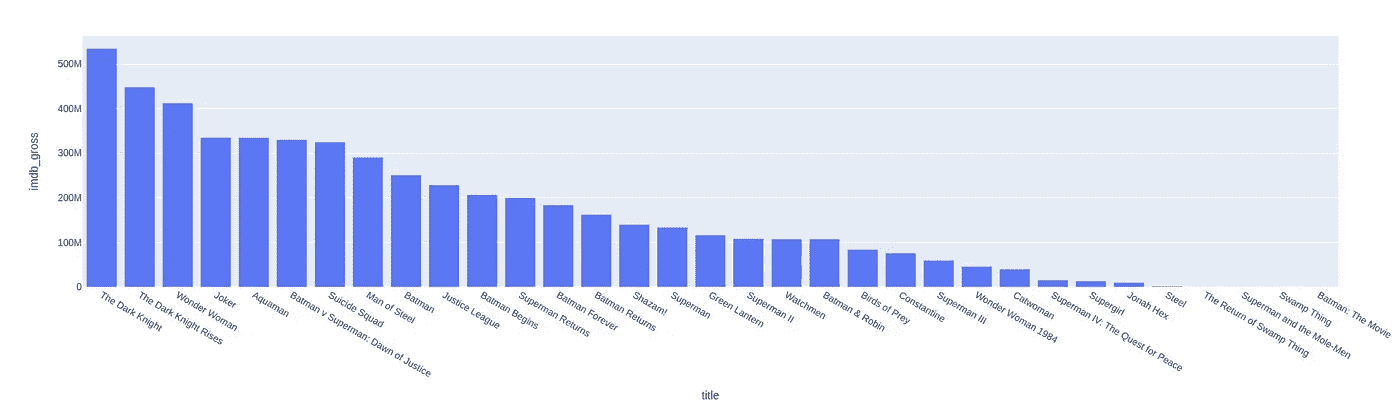 imdb_gross
500M
400M
300M
200M
100M
0
The Dark Knight
The Dark Knight Rises
Wonder Woman
Joker
Aquaman
Batman v Superman: Dawn of Justice
Suicide Squad
Man of Steel
Batman
Justice League
Batman Begins
Superman Returns
Batman Forever
Batman Returns
Shazam!
Superman
Green Lantern
Superman II
Watchmen
Batman & Robin
Birds of Prey
Constantine
Superman III
Wonder Woman 1984
Catwoman
Superman IV: The Quest for Peace
Supergirl
Jonah Hex
Steel
The Return of Swamp Thing
Superman and the Mole-Men
Swamp Thing
Batman: The Movie
title